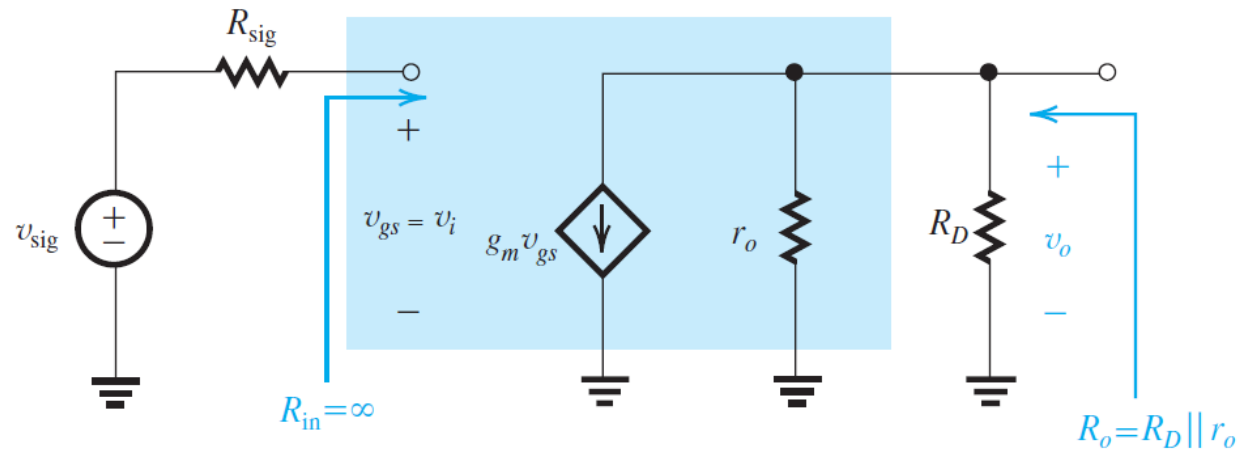 R_sig
+
+
−
v_sig
v_gs = v_i
g_m v_gs
r_o
R_D
+
v_o
−
−
R_in = ∞
R_o = R_D || r_o